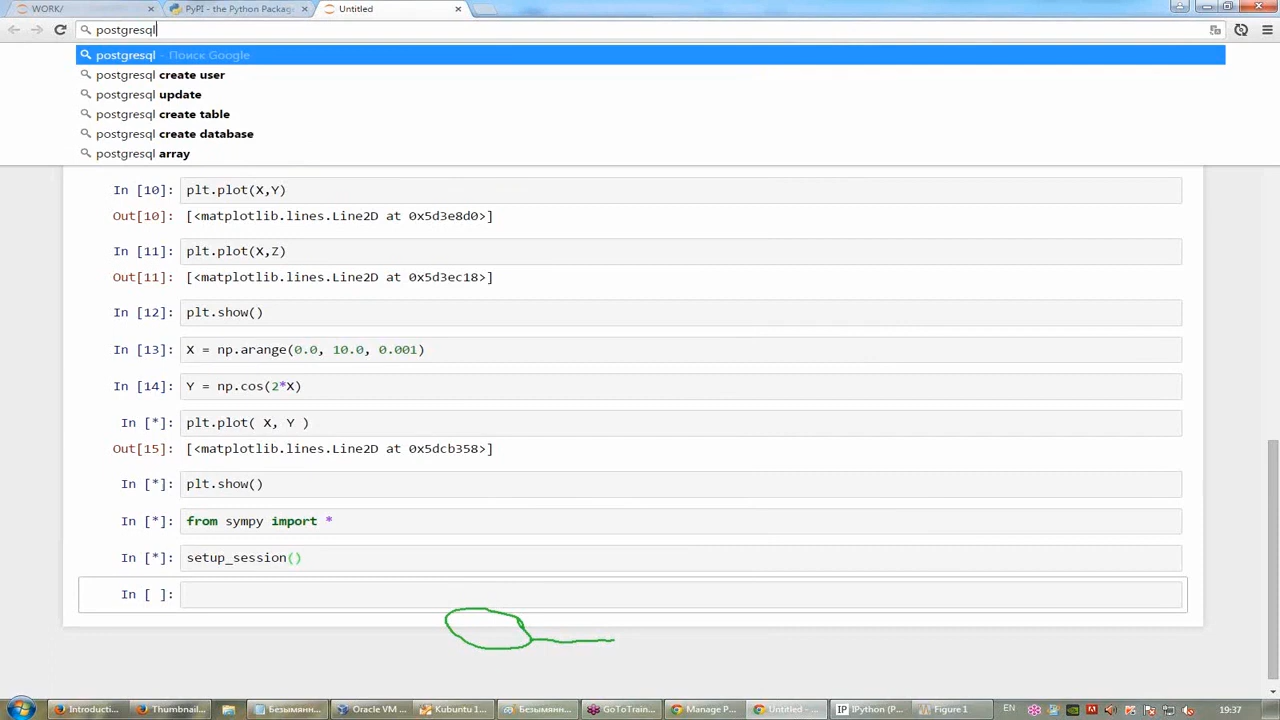 WORK/
PyPI - the Python Package
Untitled
postgresql
postgresql - Поиск Google
postgresql create user
postgresql update
postgresql create table
postgresql create database
postgresql array
In [10]: plt.plot(X,Y)
Out[10]: [<matplotlib.lines.Line2D at 0x5d3e8d0>]
In [11]: plt.plot(X,Z)
Out[11]: [<matplotlib.lines.Line2D at 0x5d3ec18>]
In [12]: plt.show()
In [13]: X = np.arange(0.0, 10.0, 0.001)
In [14]: Y = np.cos(2*X)
In [*]: plt.plot( X, Y )
Out[15]: [<matplotlib.lines.Line2D at 0x5dcb358>]
In [*]: plt.show()
In [*]: from sympy import *
In [*]: setup_session()
In [ ]:
Introducti... Thumbnail... Безымянн... Oracle VM ... Kubuntu 1... Безымянн... GoToTrain... Manage P... Untitled - ... IPython (P... Figure 1 EN 19:37